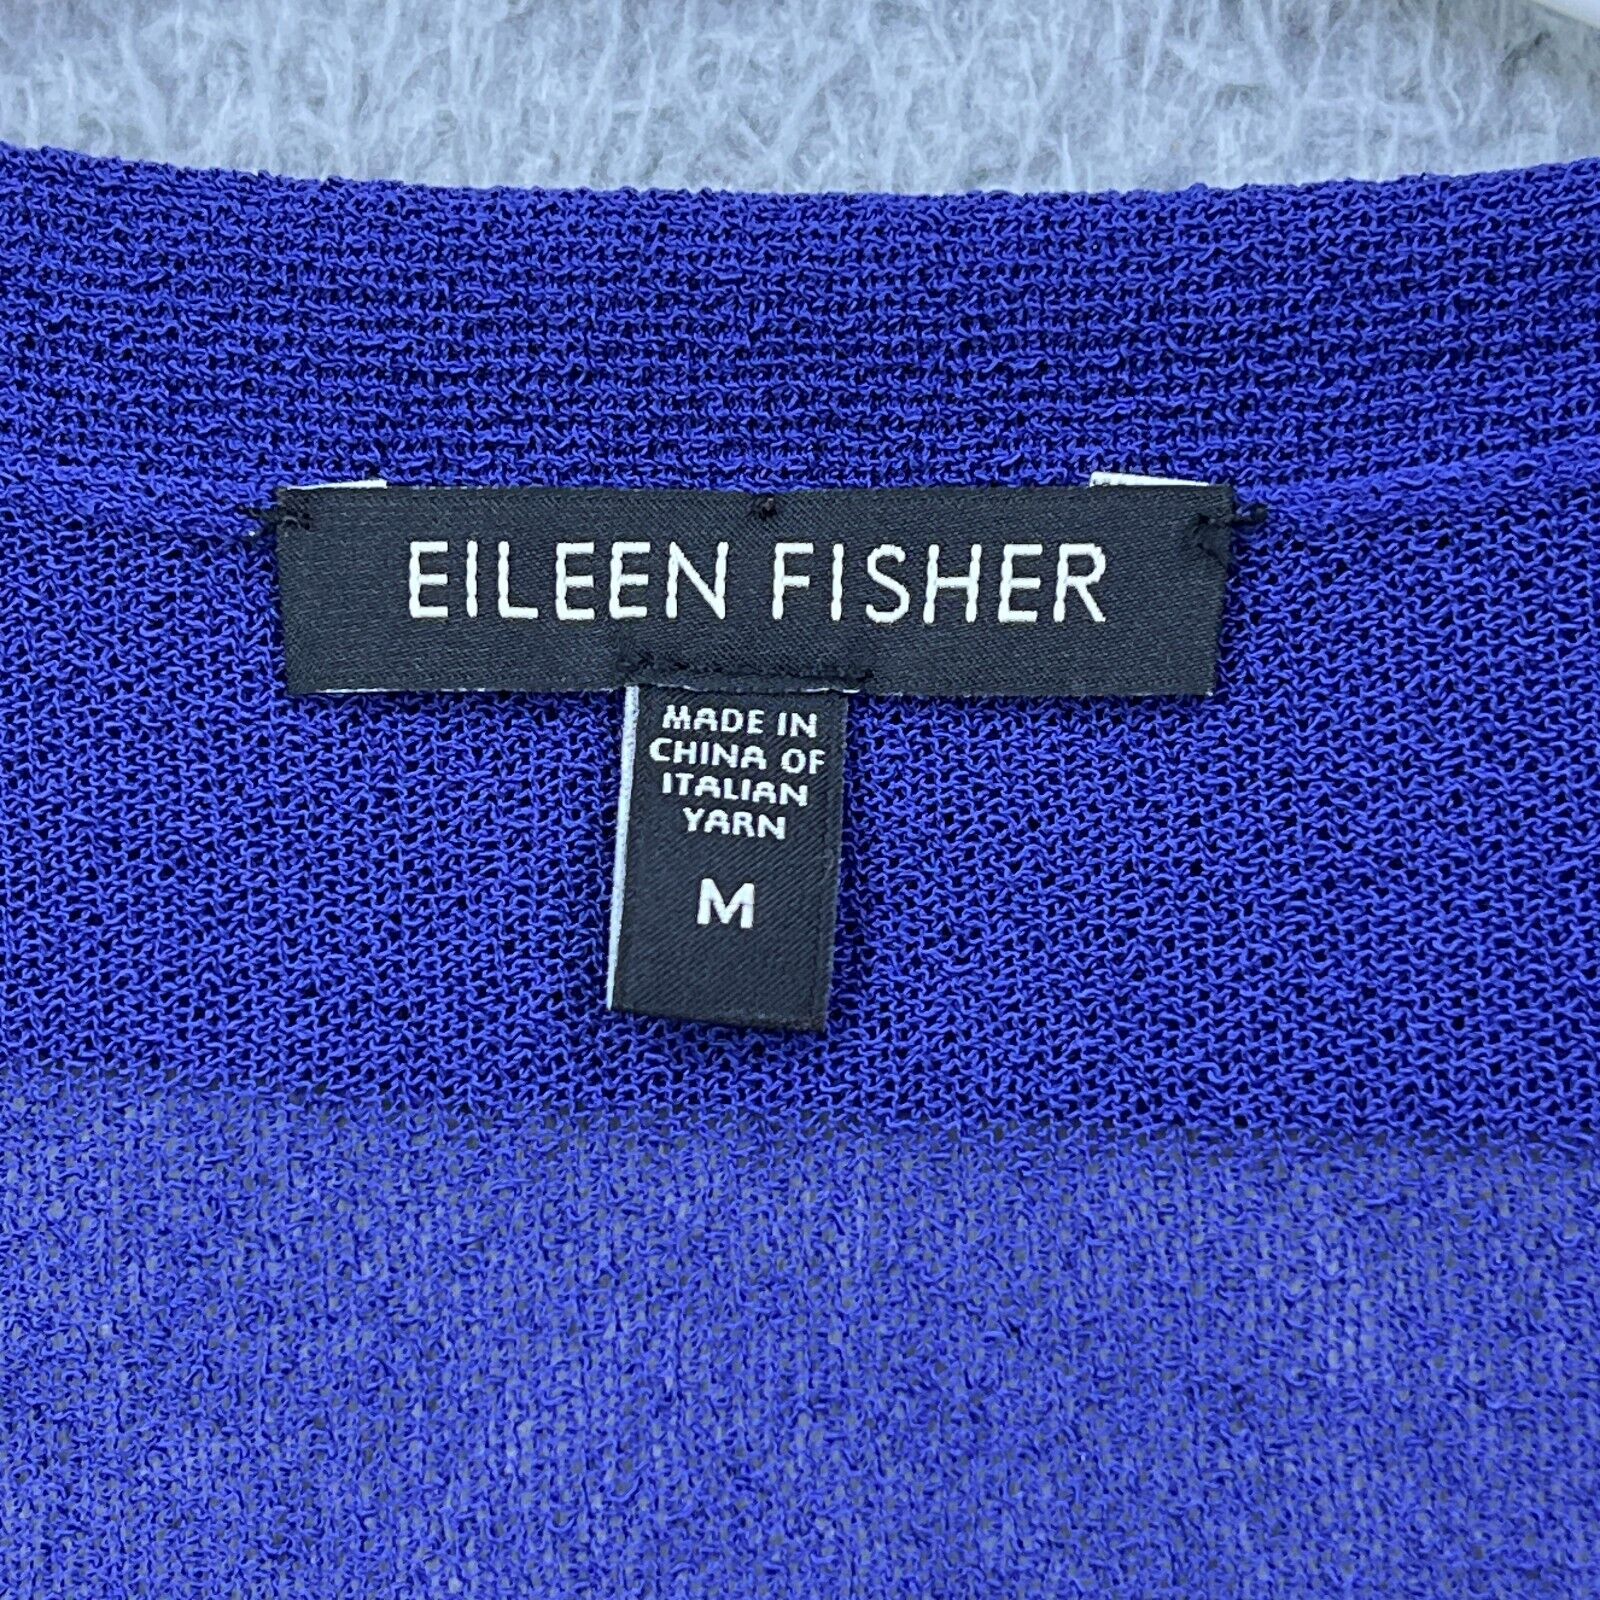 EILEEN FISHER
MADE IN
CHINA OF
ITALIAN
YARN
M